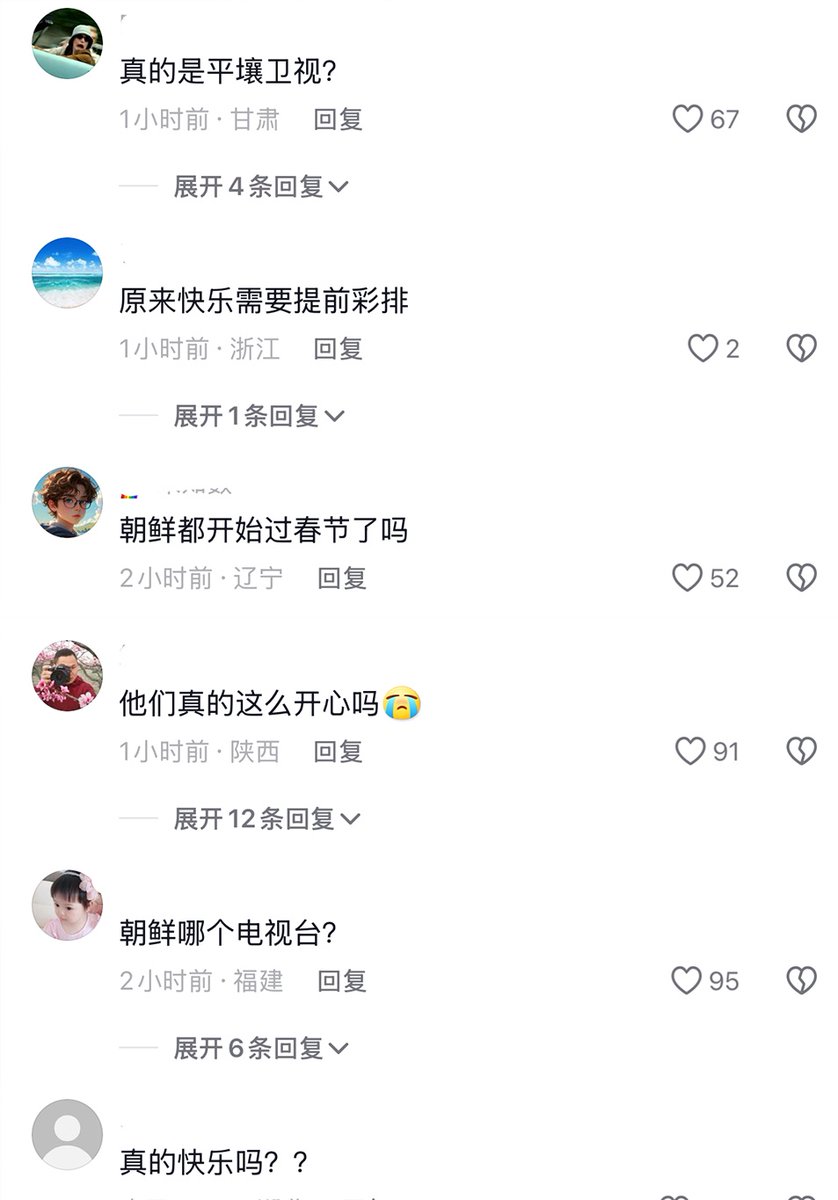 真的是平壤卫视?
1小时前·甘肃 回复 67
展开4条回复
原来快乐需要提前彩排
1小时前·浙江 回复 2
展开1条回复
朝鲜都开始过春节了吗
2小时前·辽宁 回复 52
他们真的这么开心吗😭
1小时前·陕西 回复 91
展开12条回复
朝鲜哪个电视台?
2小时前·福建 回复 95
展开6条回复
真的快乐吗？？